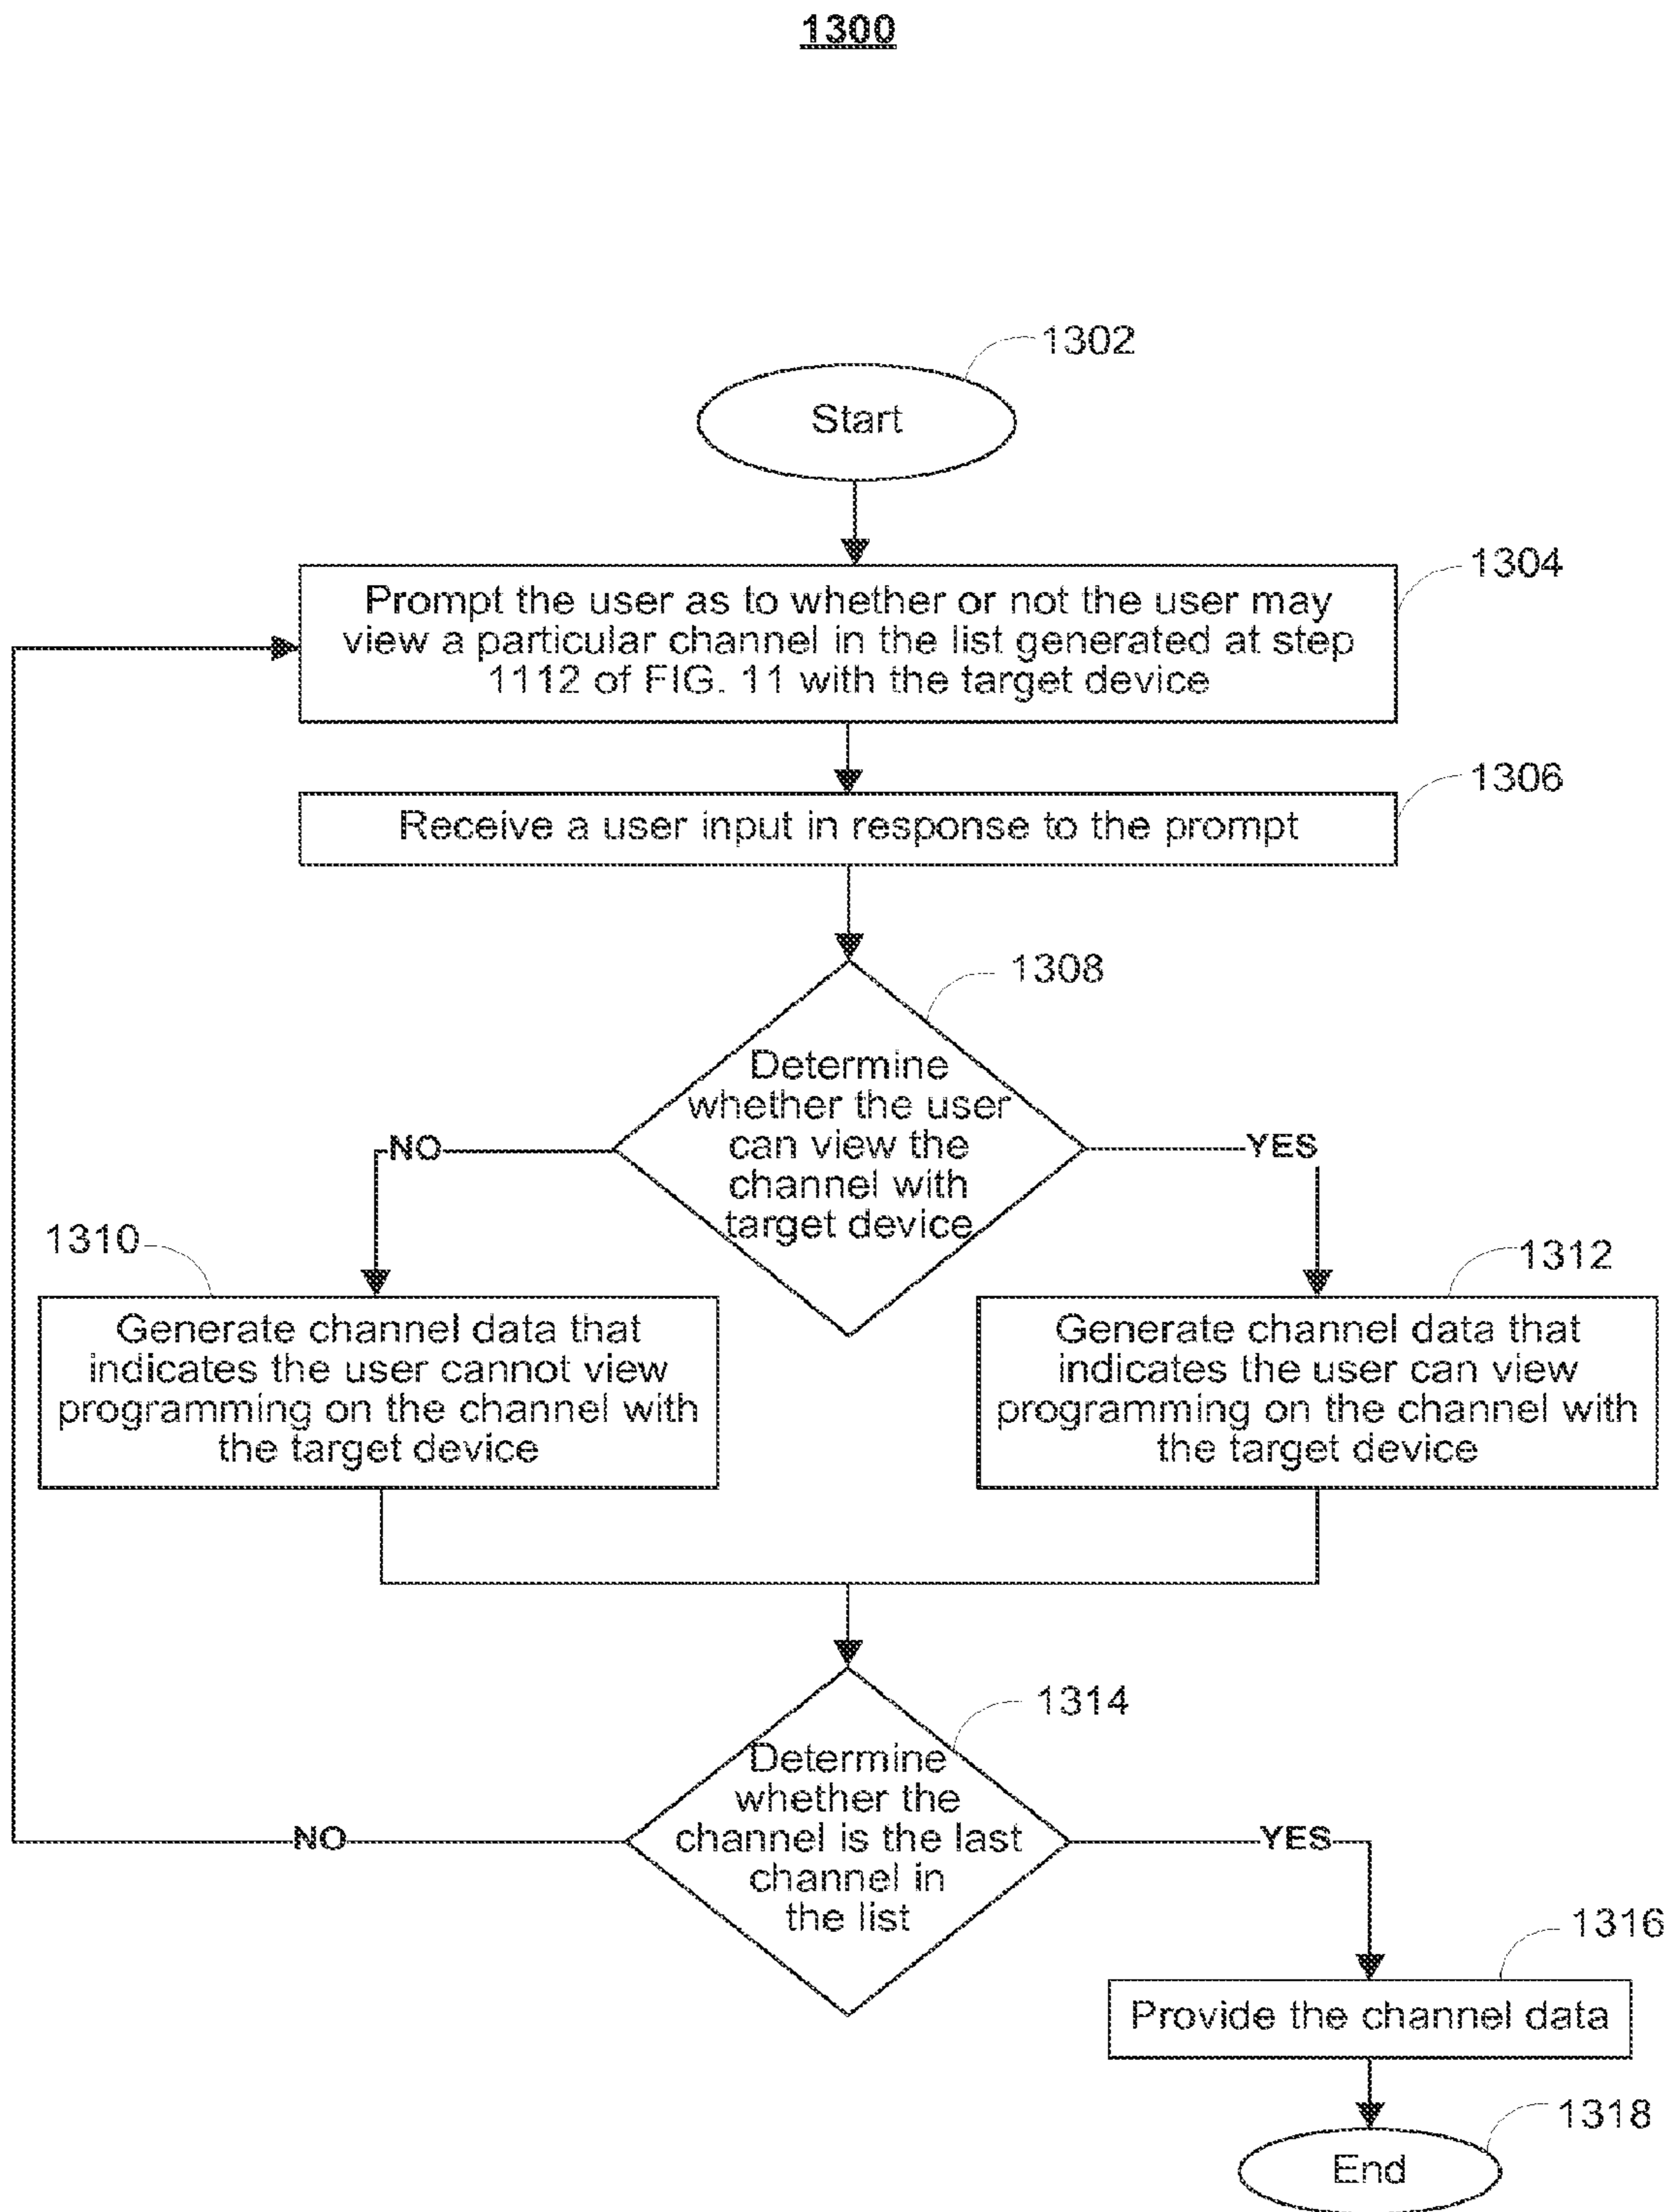 1300
1302
Start
1304
Prompt the user as to whether or not the user may
view a particular channel in the list generated at step
1112 of FIG. 11 with the target device
1306
Receive a user input in response to the prompt
1308
Determine
whether the user
can view the
channel with
target device
NO
YES
1310
1312
Generate channel data that
indicates the user cannot view
programming on the channel with
the target device
Generate channel data that
indicates the user can view
programming on the channel with
the target device
1314
Determine
whether the
channel is the last
channel in
the list
NO
YES
1316
Provide the channel data
1318
End